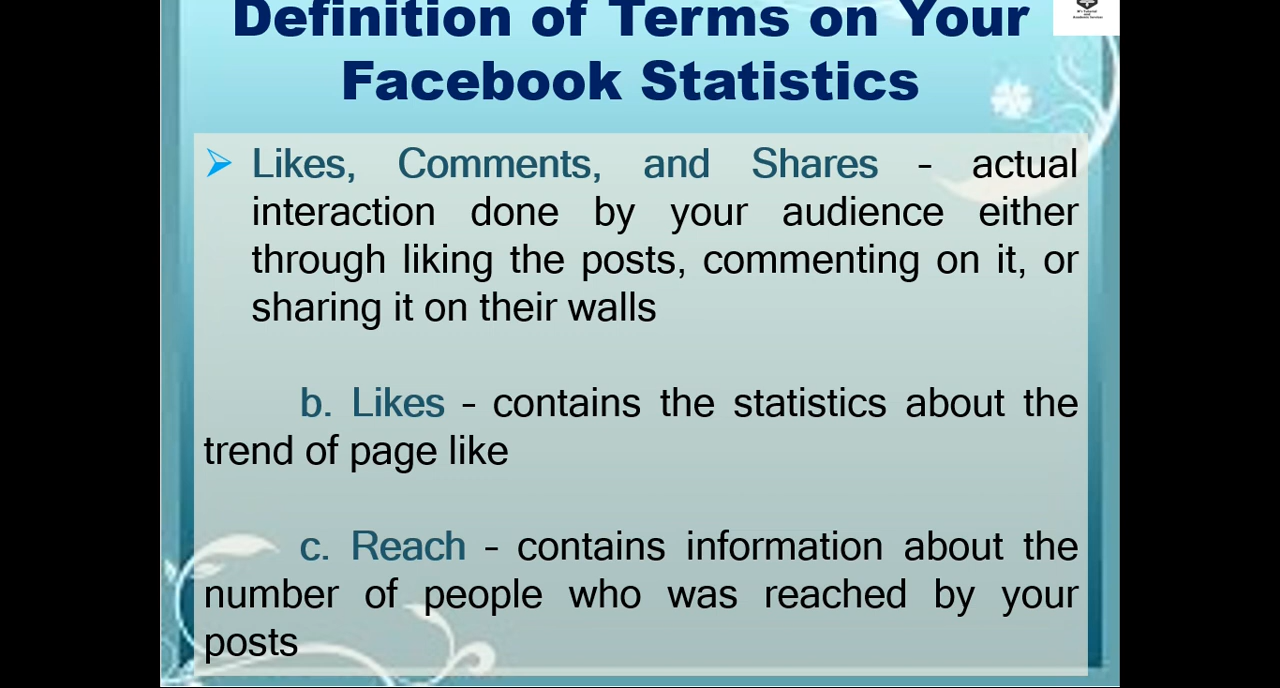 Definition of Terms on Your
Facebook Statistics
➢ Likes, Comments, and Shares – actual
interaction done by your audience either
through liking the posts, commenting on it, or
sharing it on their walls
b. Likes – contains the statistics about the
trend of page like
c. Reach – contains information about the
number of people who was reached by your
posts